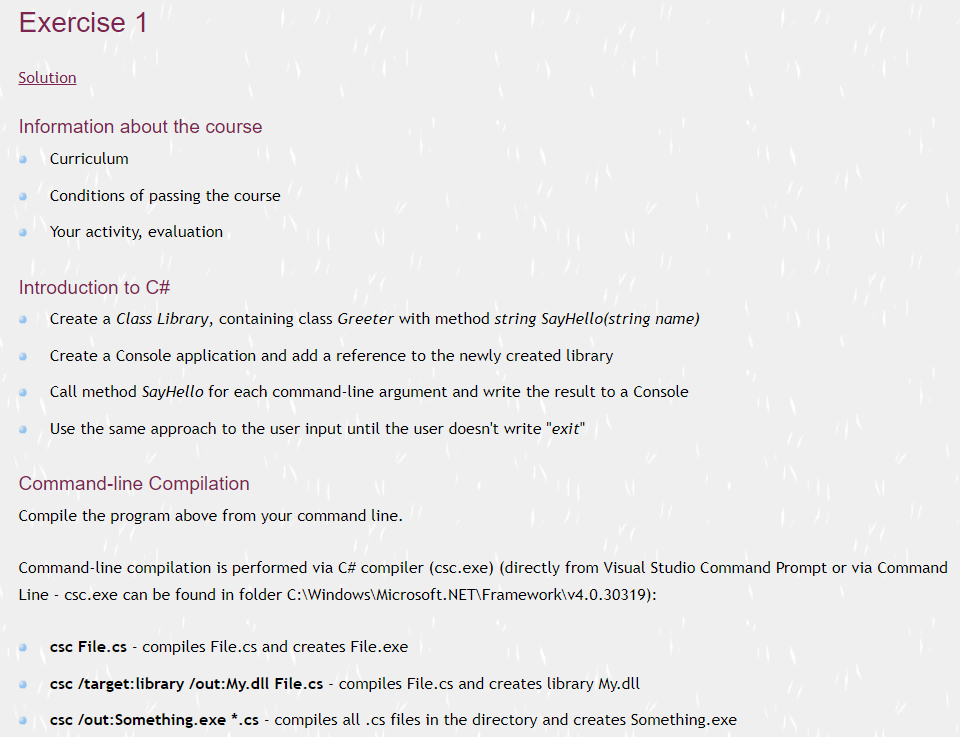 Exercise 1
Solution
Information about the course
Curriculum
Conditions of passing the course
Your activity, evaluation
Introduction to C#
Create a Class Library, containing class Greeter with method string SayHello(string name)
Create a Console application and add a reference to the newly created library
Call method SayHello for each command-line argument and write the result to a Console
Use the same approach to the user input until the user doesn't write "exit"
Command-line Compilation
Compile the program above from your command line.
Command-line compilation is performed via C# compiler (csc.exe) (directly from Visual Studio Command Prompt or via Command
Line - csc.exe can be found in folder C:\Windows\Microsoft.NET\Framework\v4.0.30319):
csc File.cs - compiles File.cs and creates File.exe
csc /target:library /out:My.dll File.cs - compiles File.cs and creates library My.dll
csc /out:Something.exe *.cs - compiles all .cs files in the directory and creates Something.exe